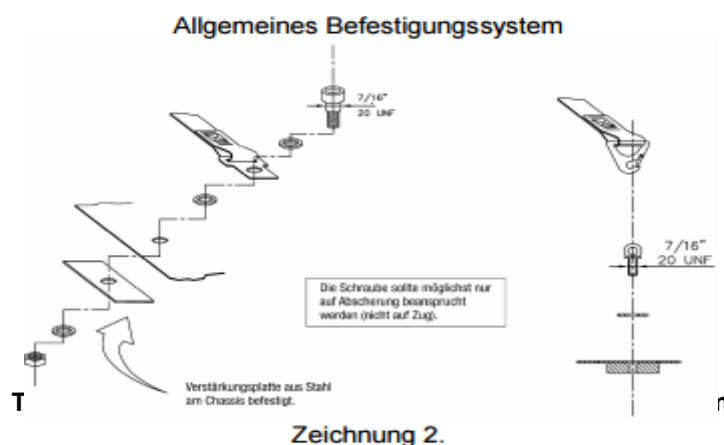 Allgemeines Befestigungssystem
7/16"
20 UNF
7/16"
20 UNF
Die Schraube sollte möglichst nur
auf Abscherung beansprucht
werden (nicht auf Zug).
Verstärkungsplatte aus Stahl
am Chassis befestigt.
Zeichnung 2.